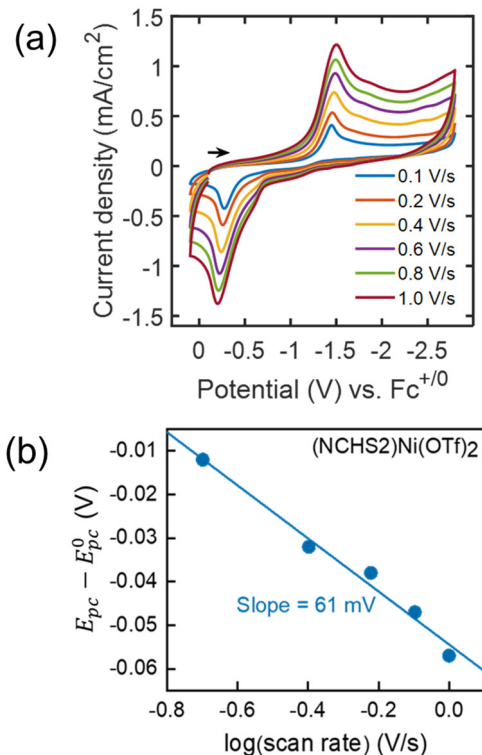 (a)
Current density (mA/cm²)
1.5
1
0.5
0
-0.5
-1
-1.5
0.1 V/s
0.2 V/s
0.4 V/s
0.6 V/s
0.8 V/s
1.0 V/s
0 -0.5 -1 -1.5 -2 -2.5
Potential (V) vs. Fc⁺/⁰
(b)
(NCHS2)Ni(OTf)₂
E_pc − E⁰_pc (V)
-0.01
-0.02
-0.03
-0.04
-0.05
-0.06
Slope = 61 mV
-0.8 -0.6 -0.4 -0.2 0.0
log(scan rate) (V/s)